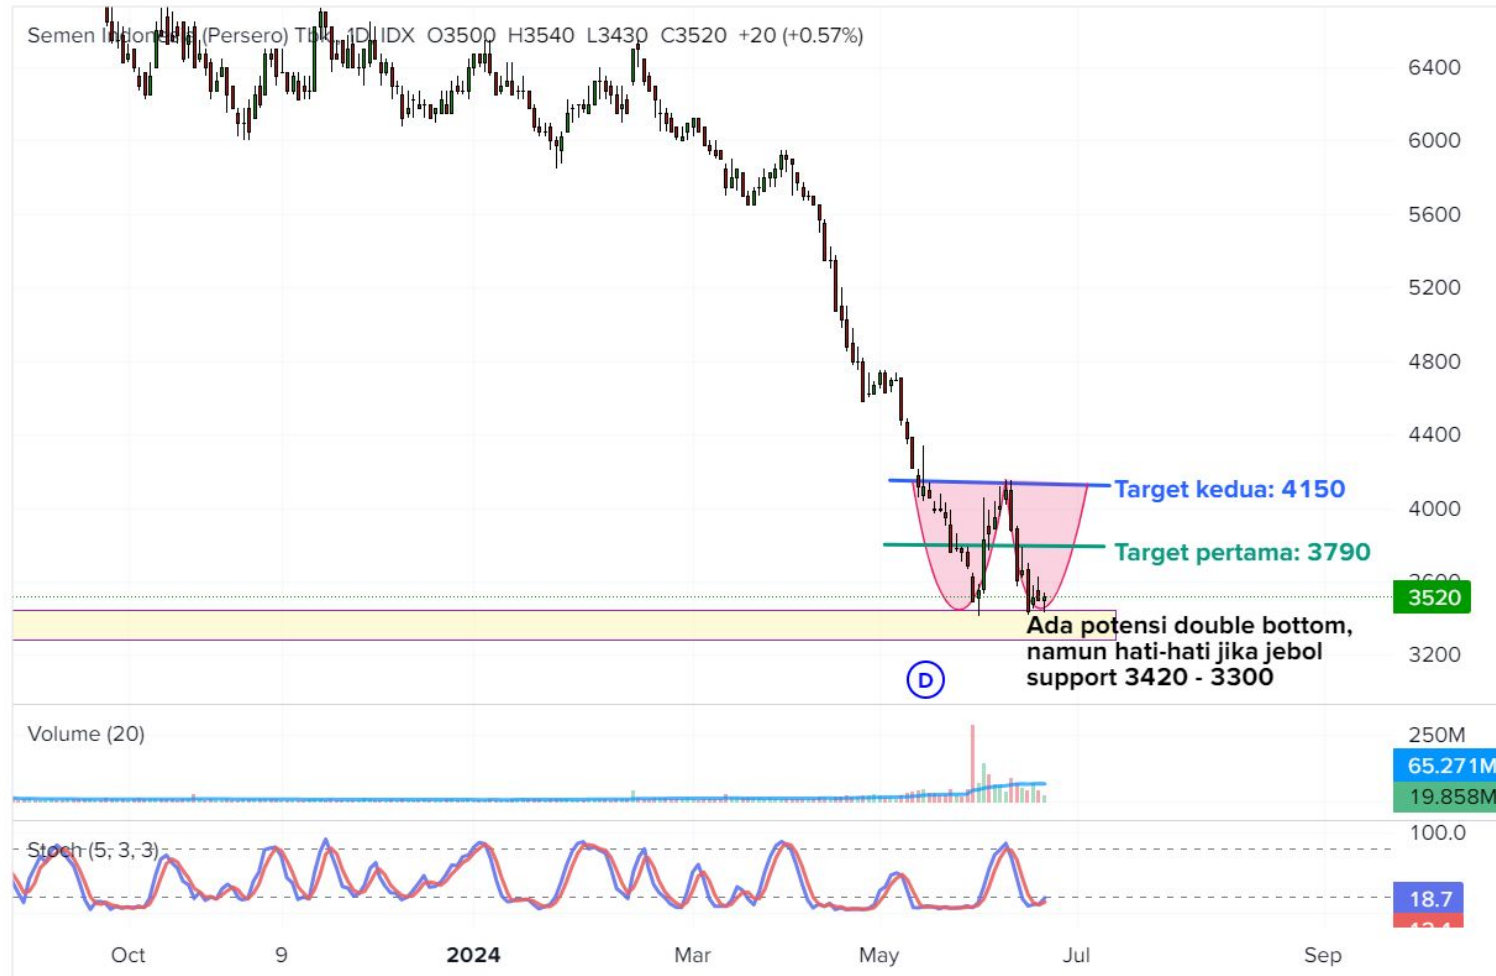 Semen Indonesia (Persero) Tbk, 1D, IDX O3500 H3540 L3430 C3520 +20 (+0.57%)
6400
6000
5600
5200
4800
4400
Target kedua: 4150
4000
Target pertama: 3790
3600
3520
Ada potensi double bottom,
namun hati-hati jika jebol
support 3420 - 3300
3200
D
Volume (20)
250M
65.271M
19.858M
Stoch (5, 3, 3)
100.0
18.7
Oct 9 2024 Mar May Jul Sep